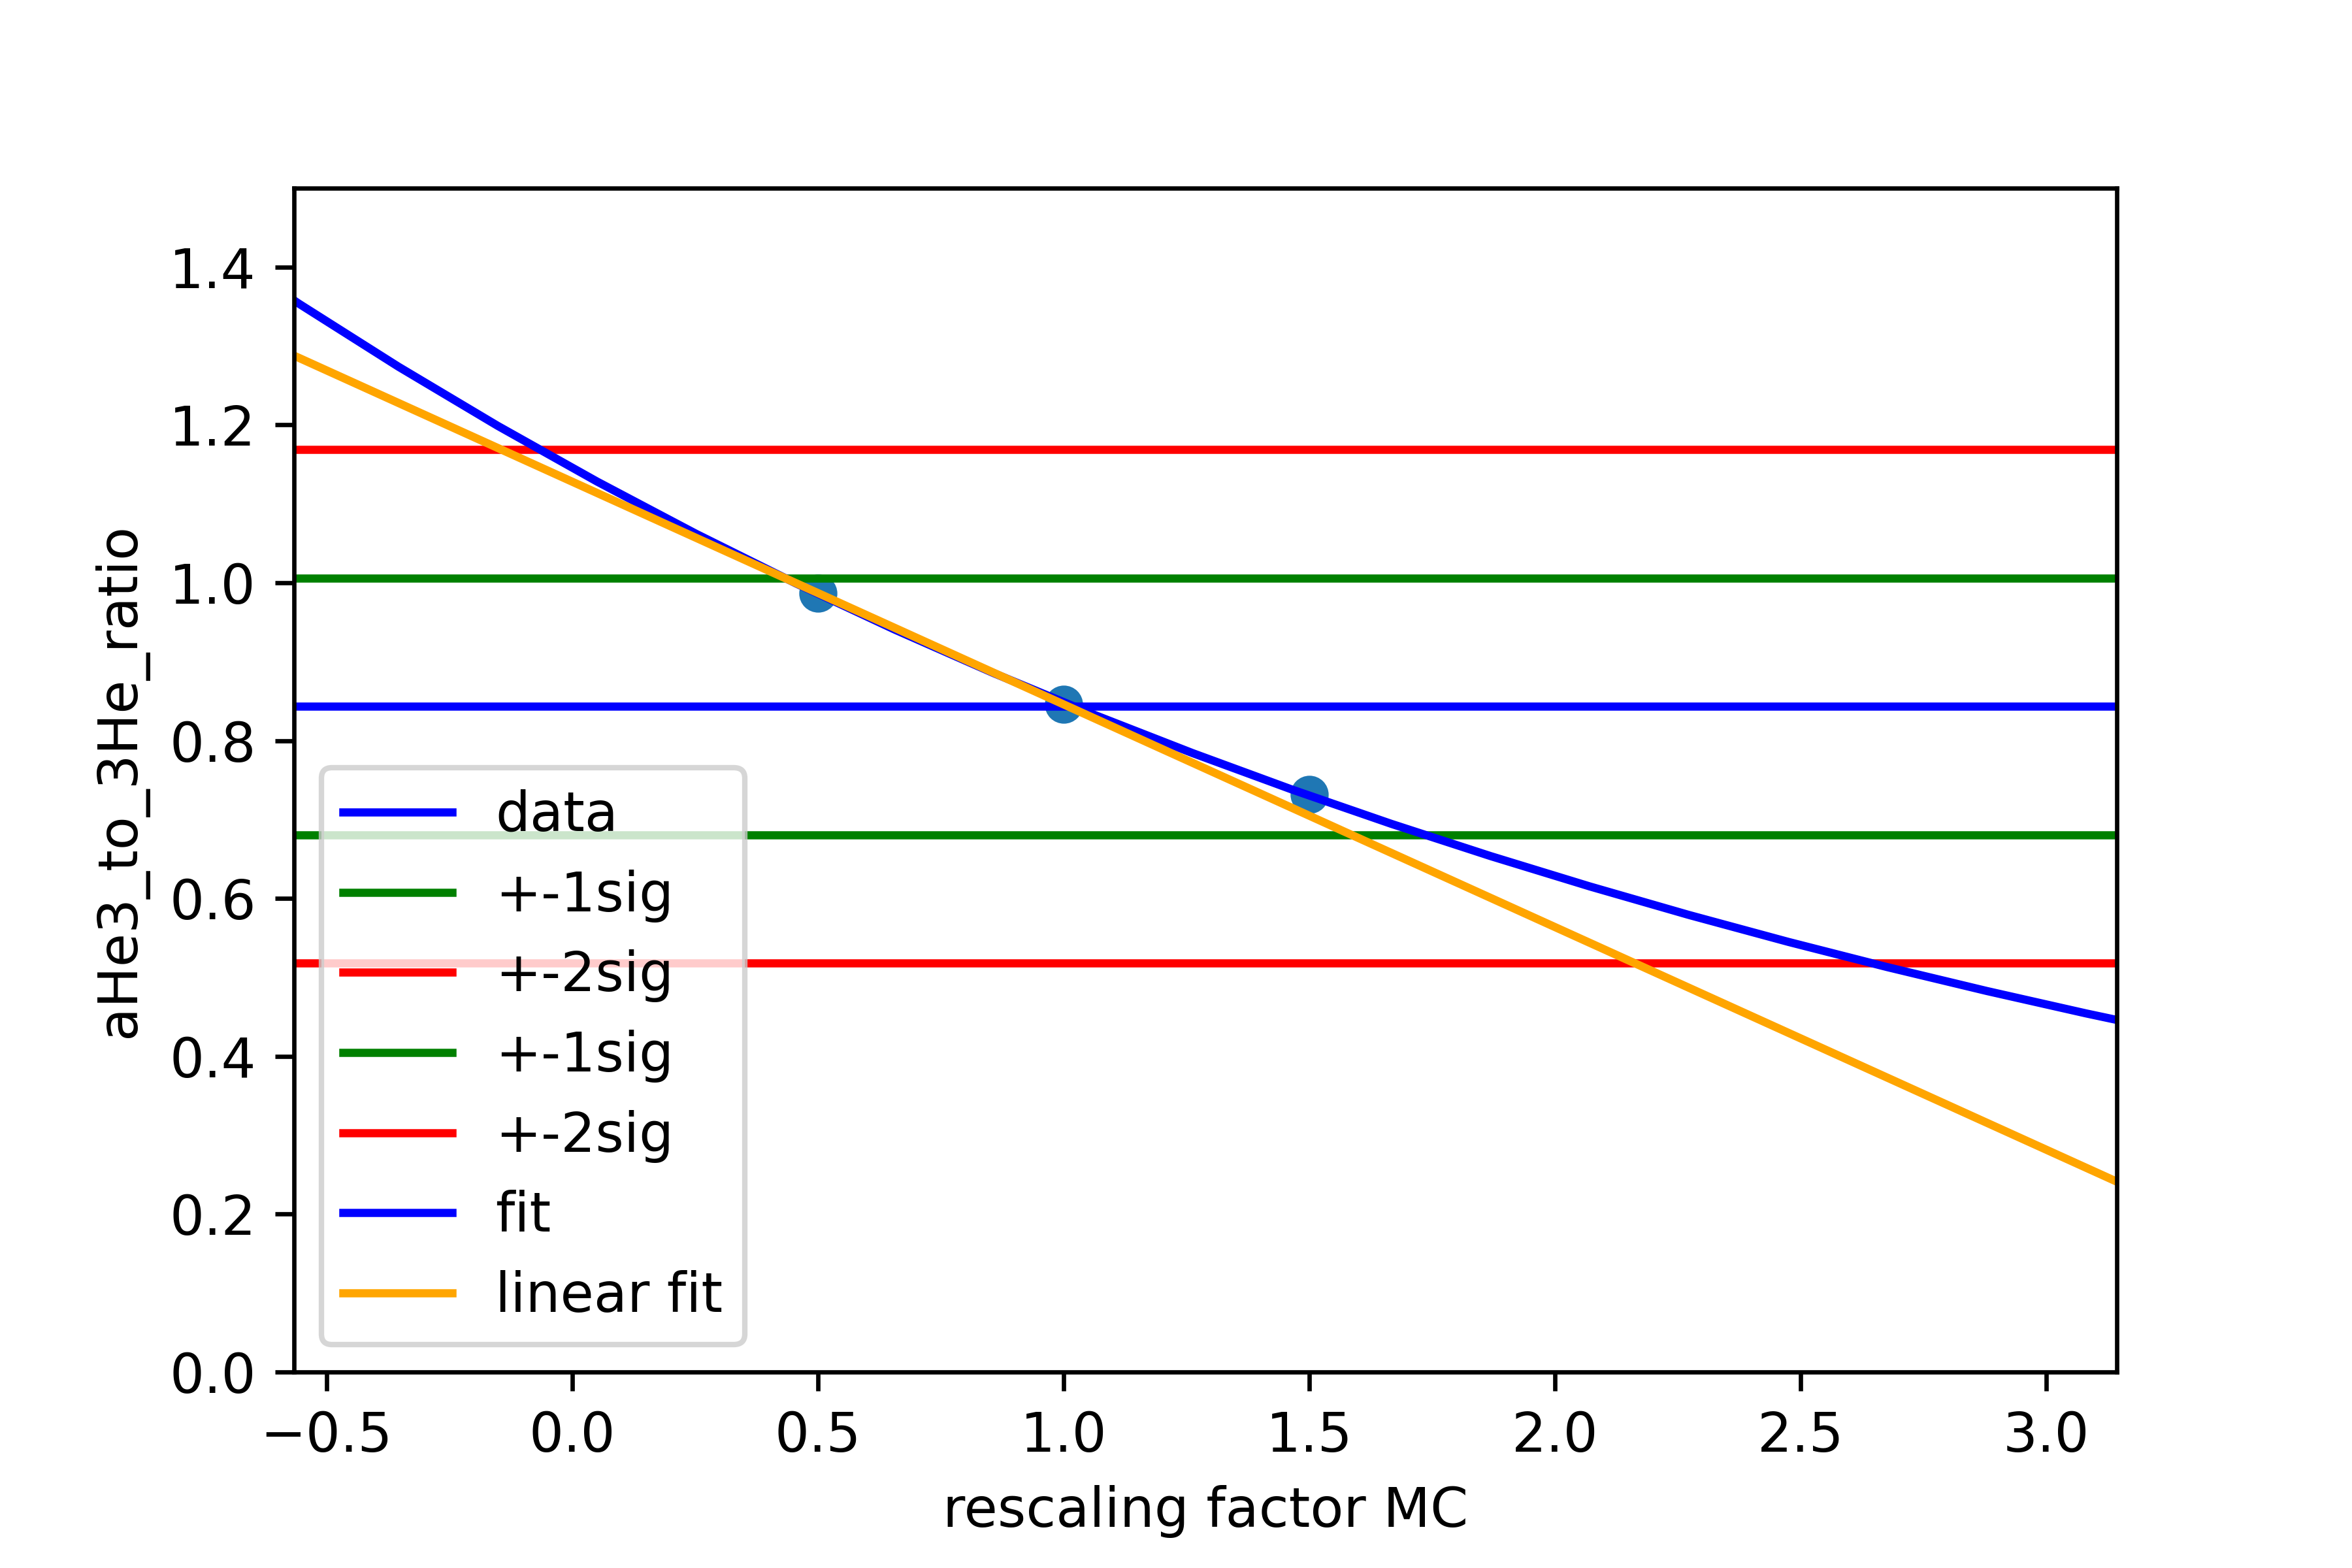 1.4
1.2
1.0
0.8
0.6
0.4
0.2
0.0
aHe3_to_3He_ratio
data
+-1sig
+-2sig
+-1sig
+-2sig
fit
linear fit
−0.5 0.0 0.5 1.0 1.5 2.0 2.5 3.0
rescaling factor MC